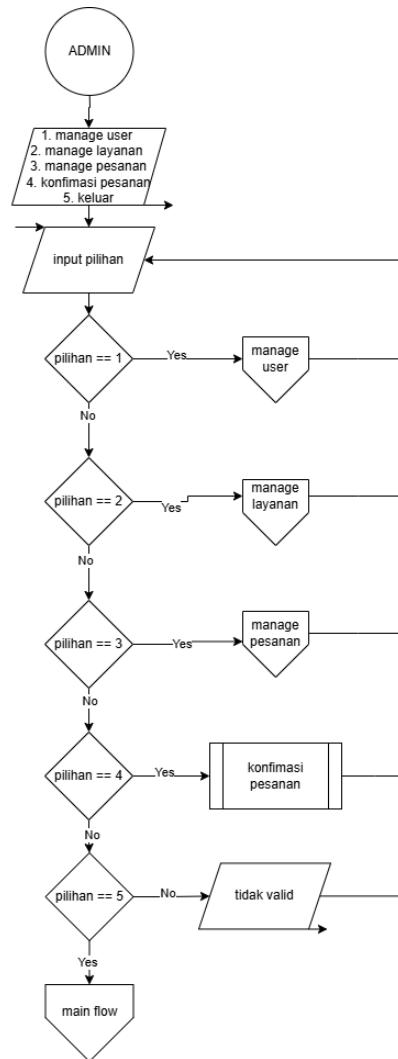 ADMIN
1. manage user
2. manage layanan
3. manage pesanan
4. konfimasi pesanan
5. keluar
input pilihan
pilihan == 1
Yes
manage
user
No
pilihan == 2
Yes
manage
layanan
No
pilihan == 3
Yes
manage
pesanan
No
pilihan == 4
Yes
konfimasi
pesanan
No
pilihan == 5
No
tidak valid
Yes
main flow